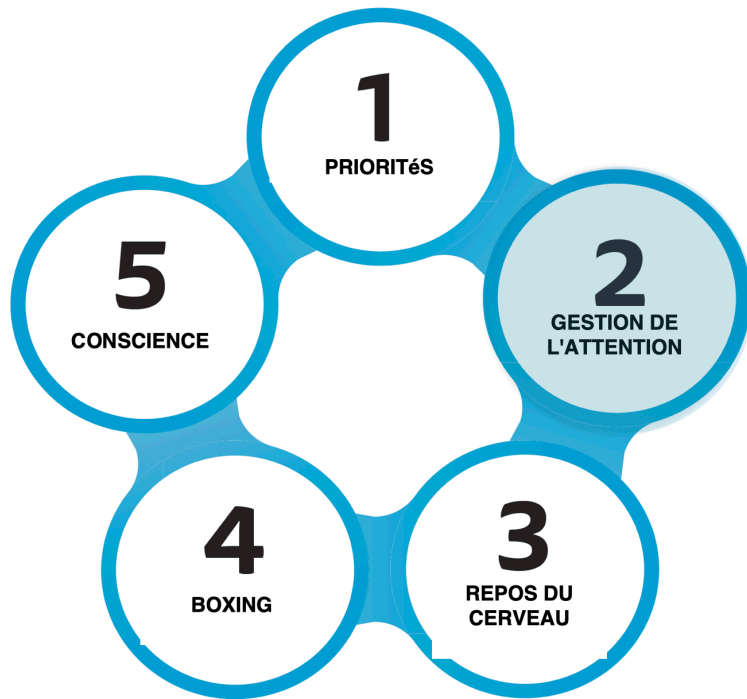 1
PRIORITéS
2
GESTION DE
L'ATTENTION
3
REPOS DU
CERVEAU
4
BOXING
5
CONSCIENCE